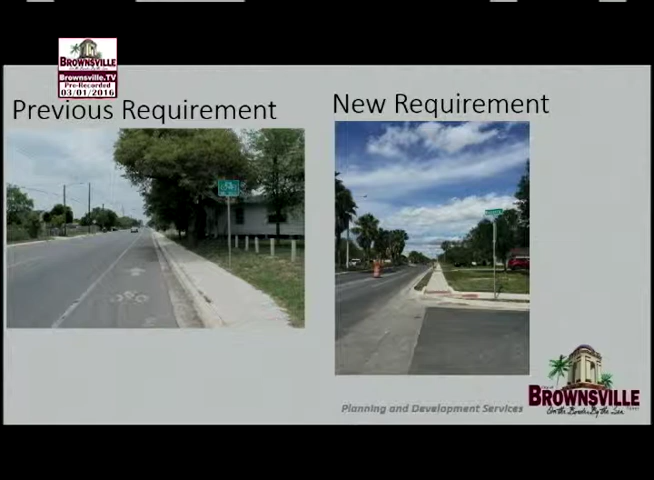 BROWNSVILLE
Brownsville.TV
Pre-Recorded
03/01/2016
Previous Requirement
New Requirement
Planning and Development Services
BROWNSVILLE
On the Border By the Sea